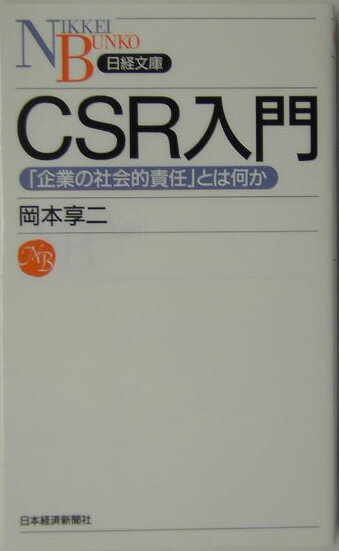 NIKKEI
BUNKO
日経文庫
CSR入門
「企業の社会的責任」とは何か
岡本享二
NB
日本経済新聞社